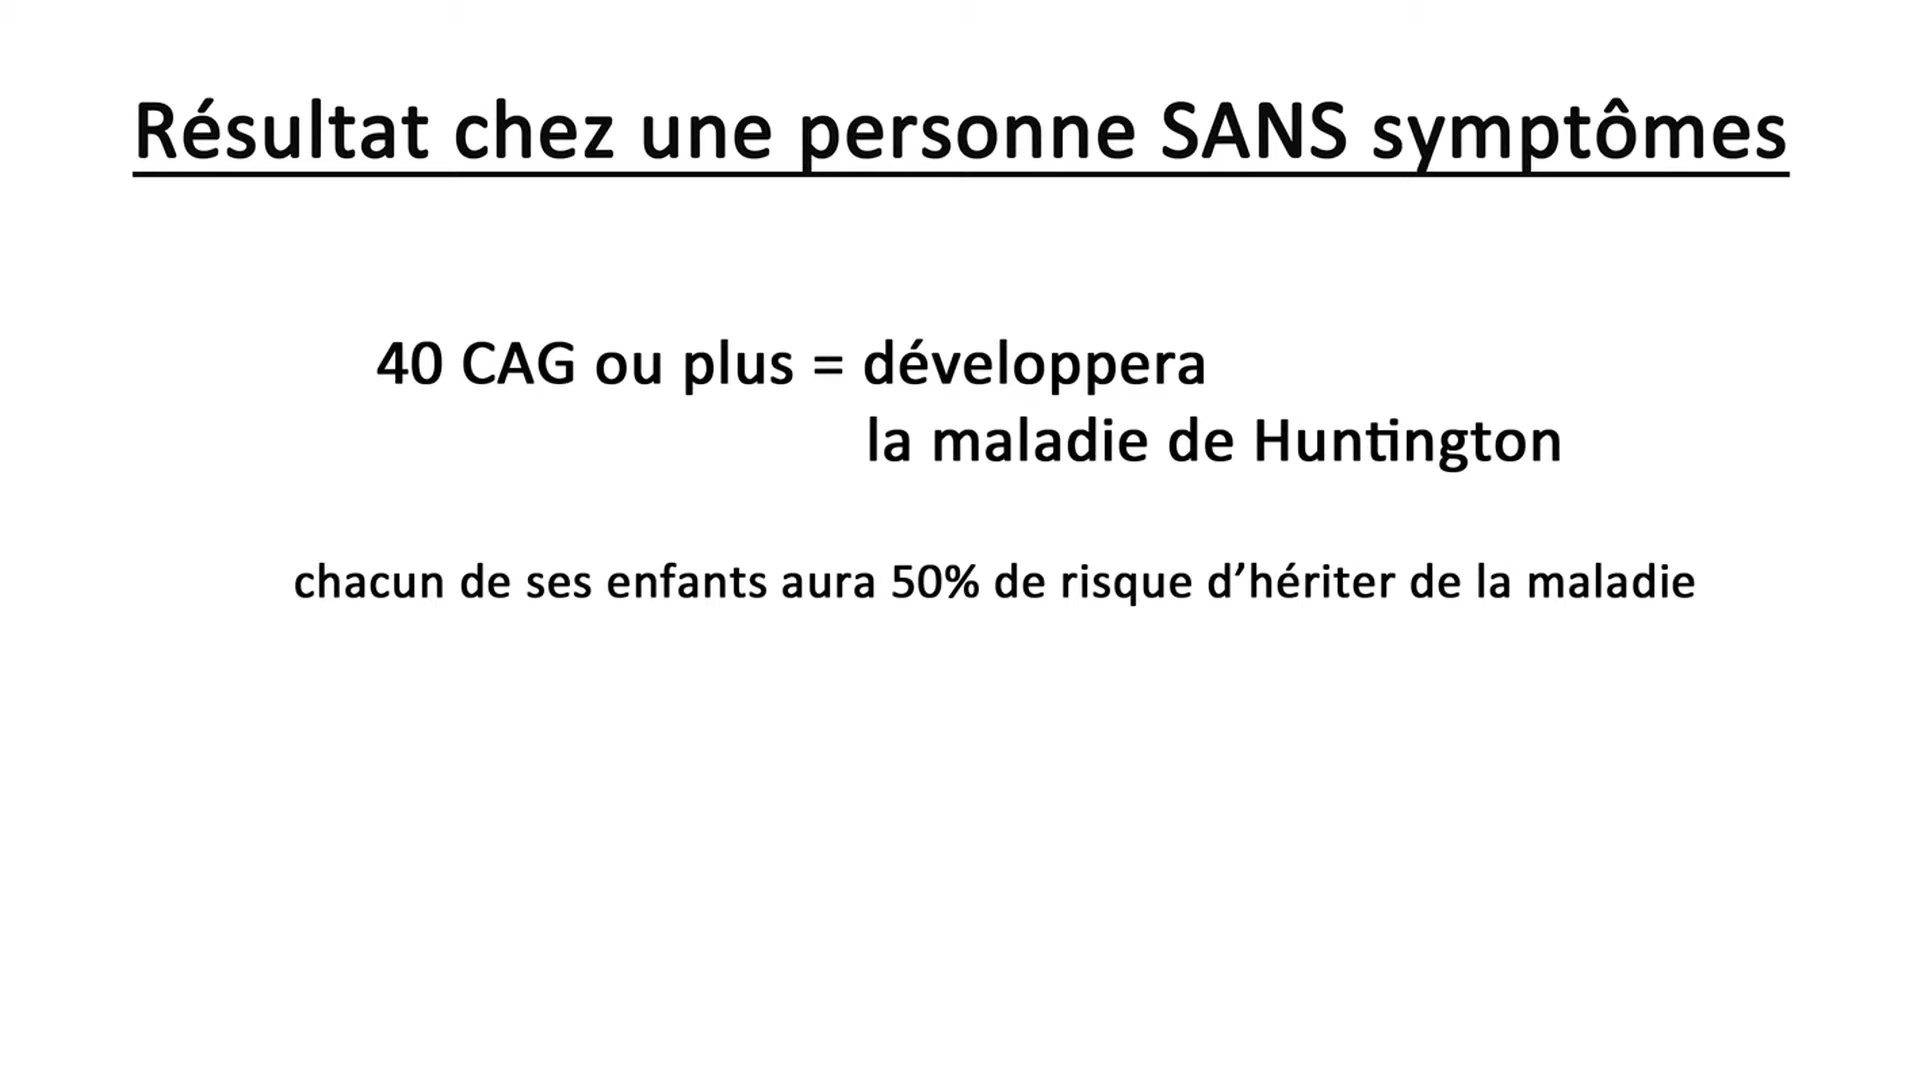 Résultat chez une personne SANS symptômes
40 CAG ou plus = développera
la maladie de Huntington
chacun de ses enfants aura 50% de risque d’hériter de la maladie